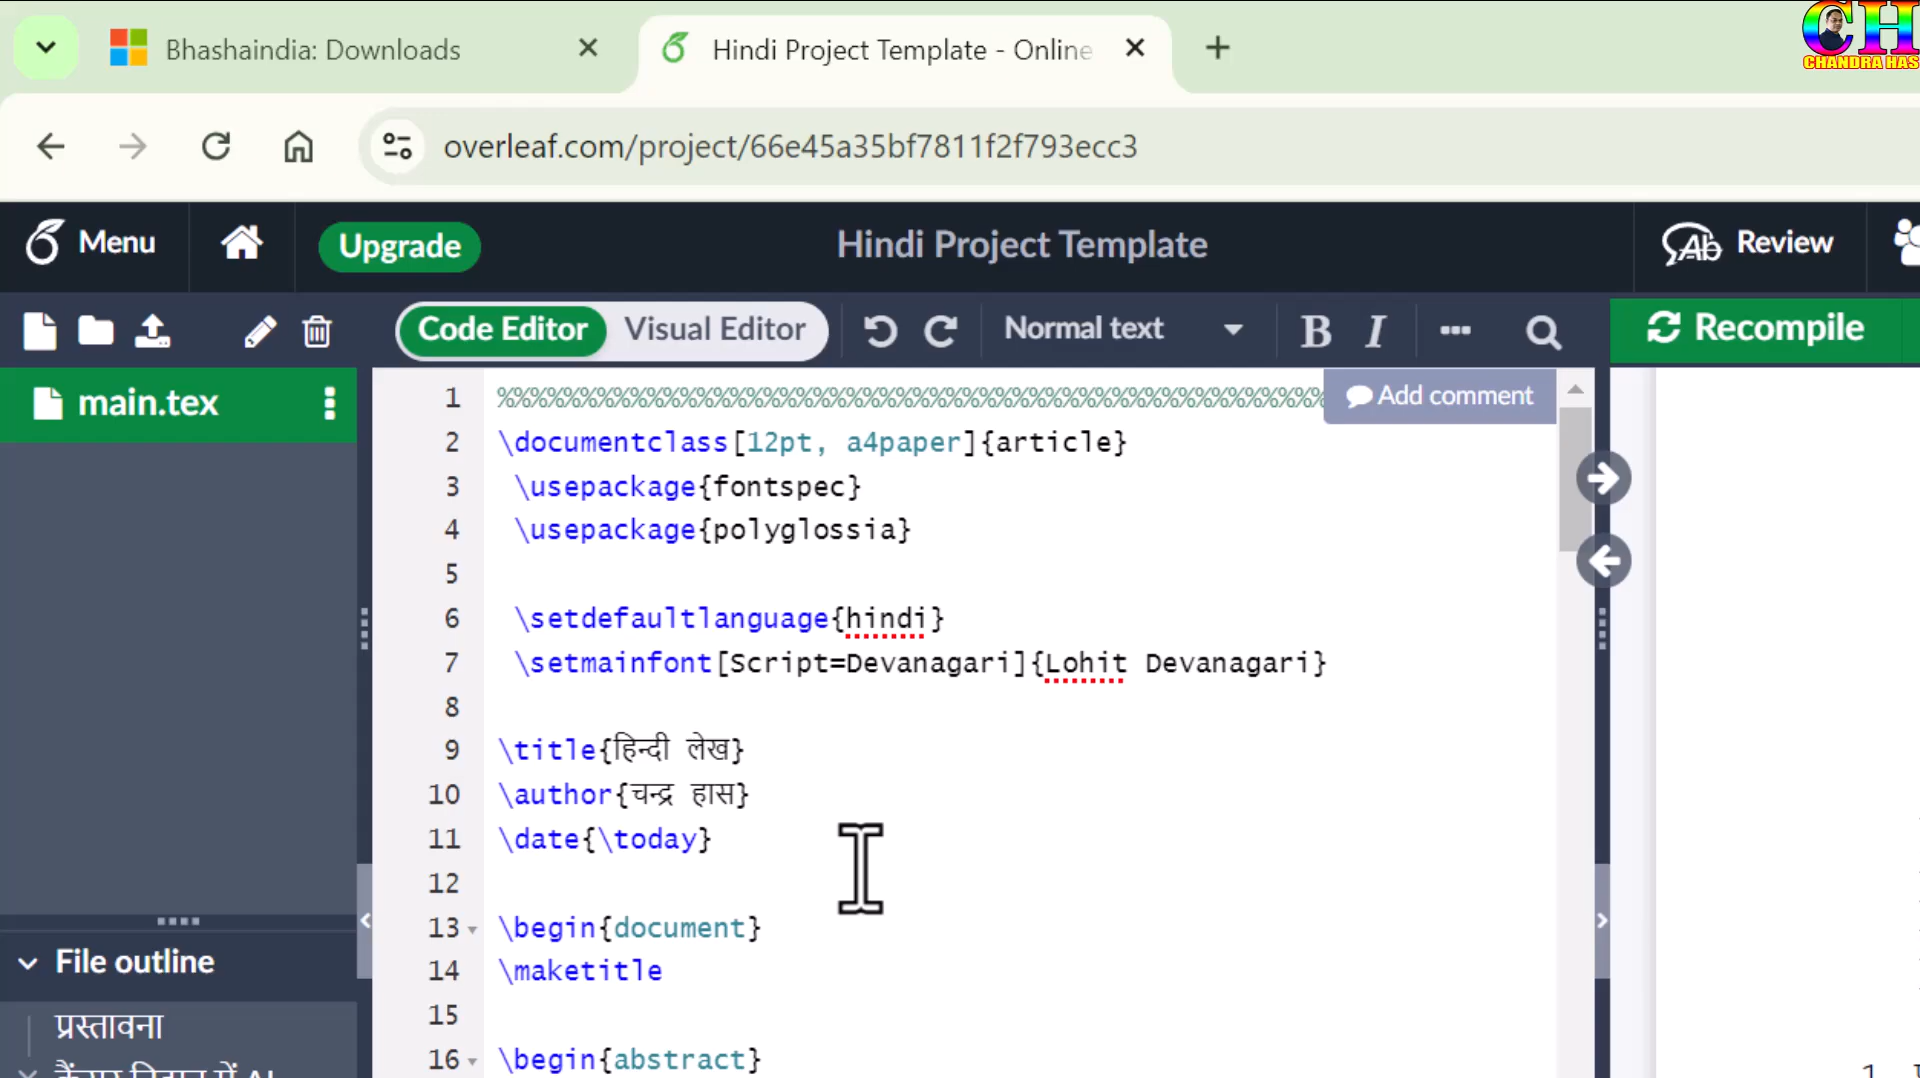 Bhashaindia: Downloads
Hindi Project Template - Online
CH
CHANDRA HAS
overleaf.com/project/66e45a35bf7811f2f793ecc3
Menu
Upgrade
Hindi Project Template
Review
Code Editor
Visual Editor
Normal text
B I
Recompile
main.tex
Add comment
1 %%%%%%%%%%%%%%%%%%%%%%%%%%%%%%%%%%%%%%%%%%%%%%%%%%
2 \documentclass[12pt, a4paper]{article}
3 \usepackage{fontspec}
4 \usepackage{polyglossia}
5
6 \setdefaultlanguage{hindi}
7 \setmainfont[Script=Devanagari]{Lohit Devanagari}
8
9 \title{हिन्दी लेख}
10 \author{चन्द्र हास}
11 \date{\today}
12
13 \begin{document}
14 \maketitle
15
16 \begin{abstract}
File outline
प्रस्तावना
1